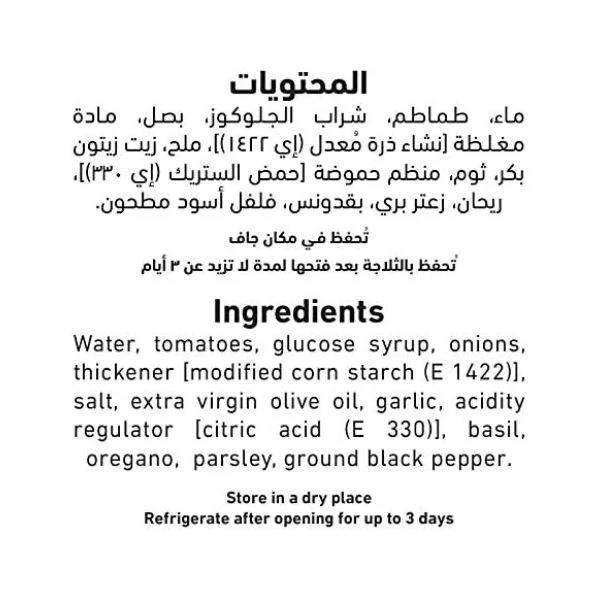 المحتويات
ماء، طماطم، شراب الجلوكوز، بصل، مادة
مغلظة [نشاء ذرة مُعدل (إي ١٤٢٢)]، ملح، زيت زيتون
بكر، ثوم، منظم حموضة [حمض الستريك (إي ٣٣٠)]،
ريحان، زعتر بري، بقدونس، فلفل أسود مطحون.
تُحفظ في مكان جاف
تُحفظ بالثلاجة بعد فتحها لمدة لا تزيد عن ٣ أيام
Ingredients
Water, tomatoes, glucose syrup, onions,
thickener [modified corn starch (E 1422)],
salt, extra virgin olive oil, garlic, acidity
regulator [citric acid (E 330)], basil,
oregano, parsley, ground black pepper.
Store in a dry place
Refrigerate after opening for up to 3 days